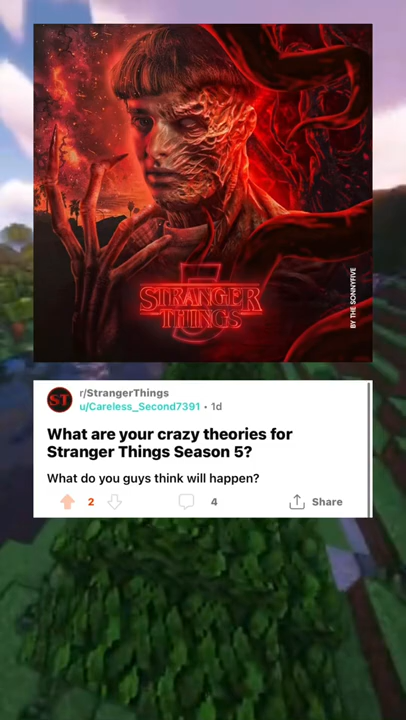 STRANGER
THINGS
5
BY THE.SONNYFIVE
ST
r/StrangerThings
u/Careless_Second7391 • 1d
What are your crazy theories for
Stranger Things Season 5?
What do you guys think will happen?
2
4
Share